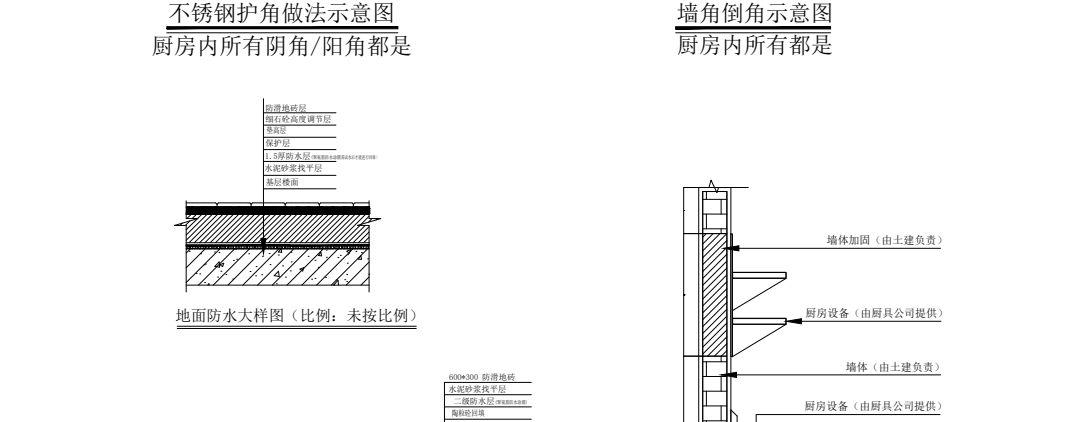 不锈钢护角做法示意图
厨房内所有阴角/阳角都是
墙角倒角示意图
厨房内所有都是
防滑地砖层
细石砼高度调节层
垫高层
保护层
1.5厚防水层
水泥砂浆找平层
基层楼面
地面防水大样图（比例：未按比例）
墙体加固（由土建负责）
厨房设备（由厨具公司提供）
墙体（由土建负责）
厨房设备（由厨具公司提供）
600*300 防滑地砖
水泥砂浆找平层
二级防水层
陶粒砼回填